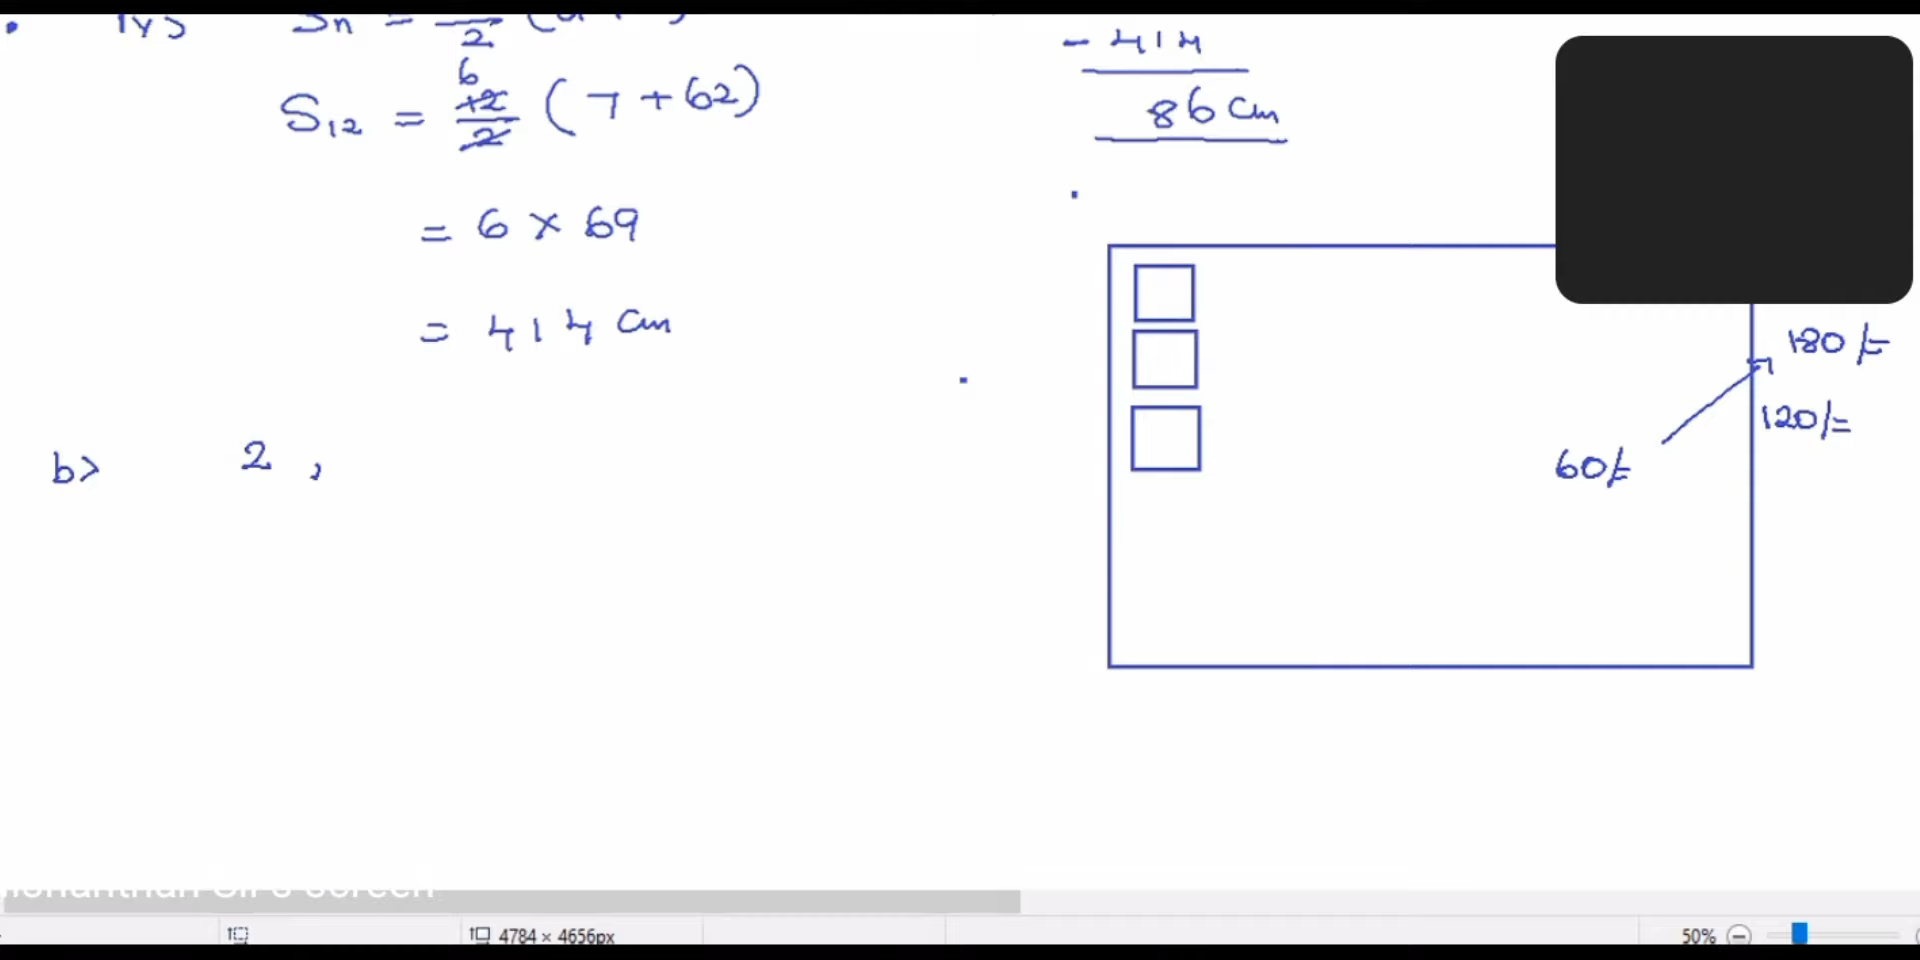 iv>
S₁₂ = 12/2 (7 + 62)
6
= 6 × 69
= 414 cm
b> 2 ,
- 414
86 cm
180/=
120/=
60/=
4784 × 4656px
50%